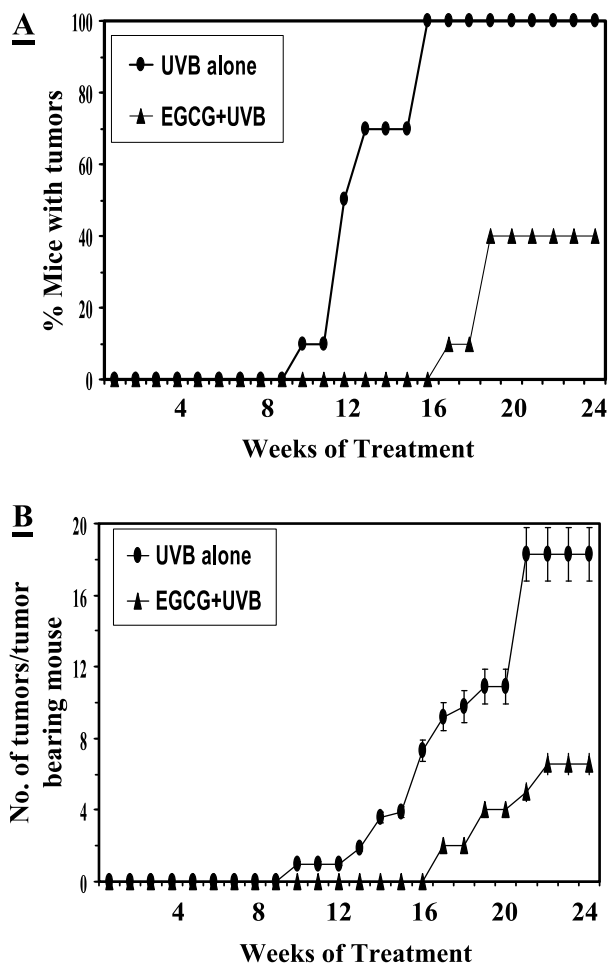 A
100
80
60
40
20
0
% Mice with tumors
UVB alone
EGCG+UVB
4 8 12 16 20 24
Weeks of Treatment
B
20
16
12
8
4
0
No. of tumors/tumor
bearing mouse
UVB alone
EGCG+UVB
4 8 12 16 20 24
Weeks of Treatment